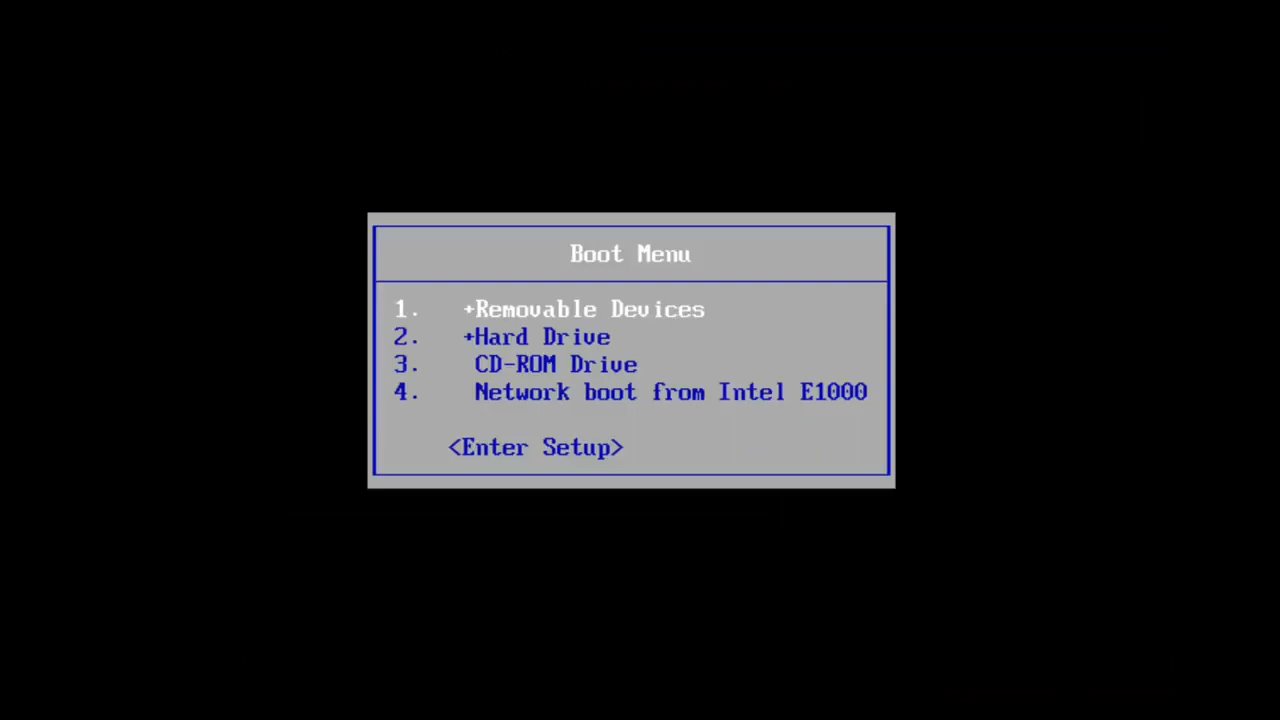 Boot Menu
1. +Removable Devices
2. +Hard Drive
3. CD-ROM Drive
4. Network boot from Intel E1000
<Enter Setup>